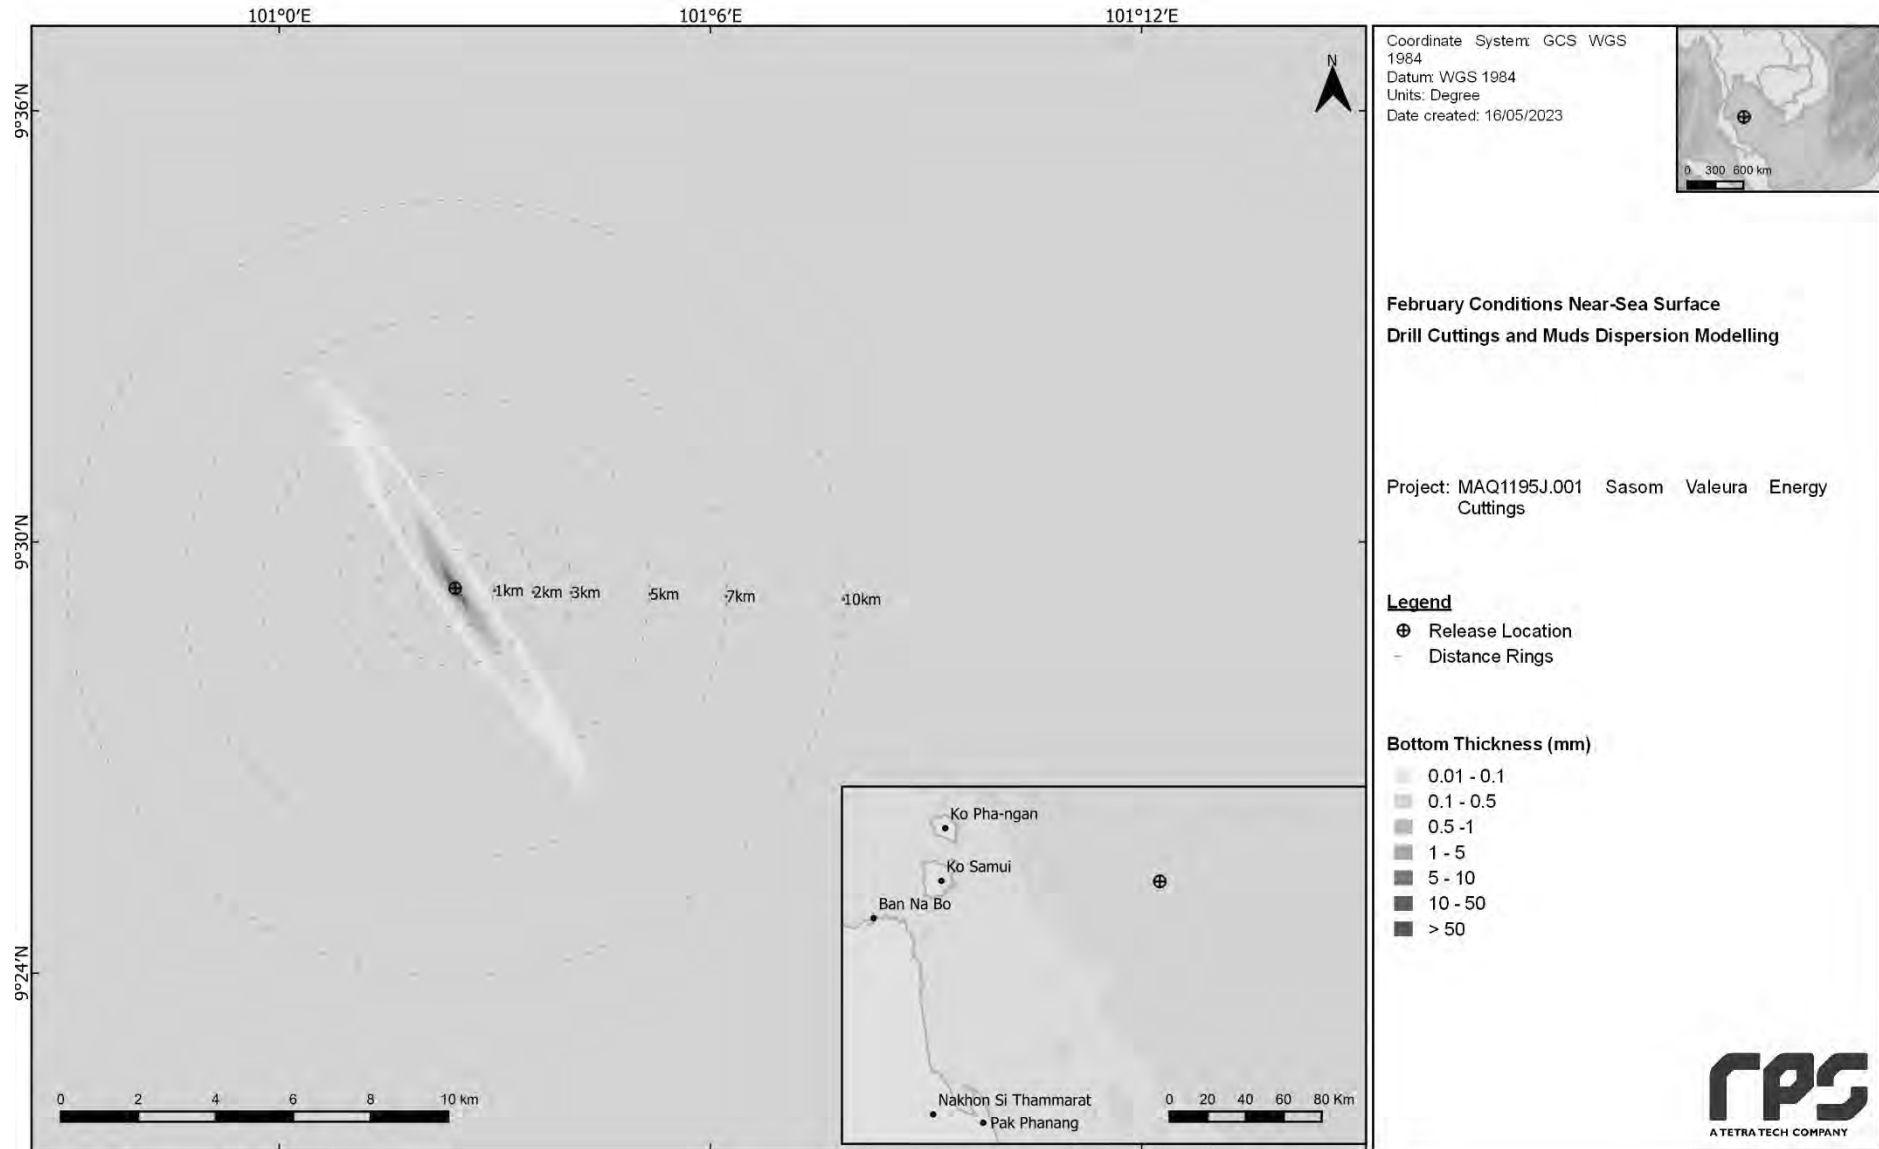 101°0′E
101°6′E
101°12′E
9°36′N
9°30′N
9°24′N
N
1km
2km
3km
5km
7km
10km
0 2 4 6 8 10 km
Ko Pha-ngan
Ko Samui
Ban Na Bo
Nakhon Si Thammarat
Pak Phanang
0 20 40 60 80 Km
Coordinate System: GCS WGS
1984
Datum: WGS 1984
Units: Degree
Date created: 16/05/2023
0 300 600 km
February Conditions Near-Sea Surface
Drill Cuttings and Muds Dispersion Modelling
Project: MAQ1195J.001 Sasom Valeura Energy
Cuttings
Legend
Release Location
Distance Rings
Bottom Thickness (mm)
0.01 - 0.1
0.1 - 0.5
0.5 -1
1 - 5
5 - 10
10 - 50
> 50
rps
A TETRA TECH COMPANY